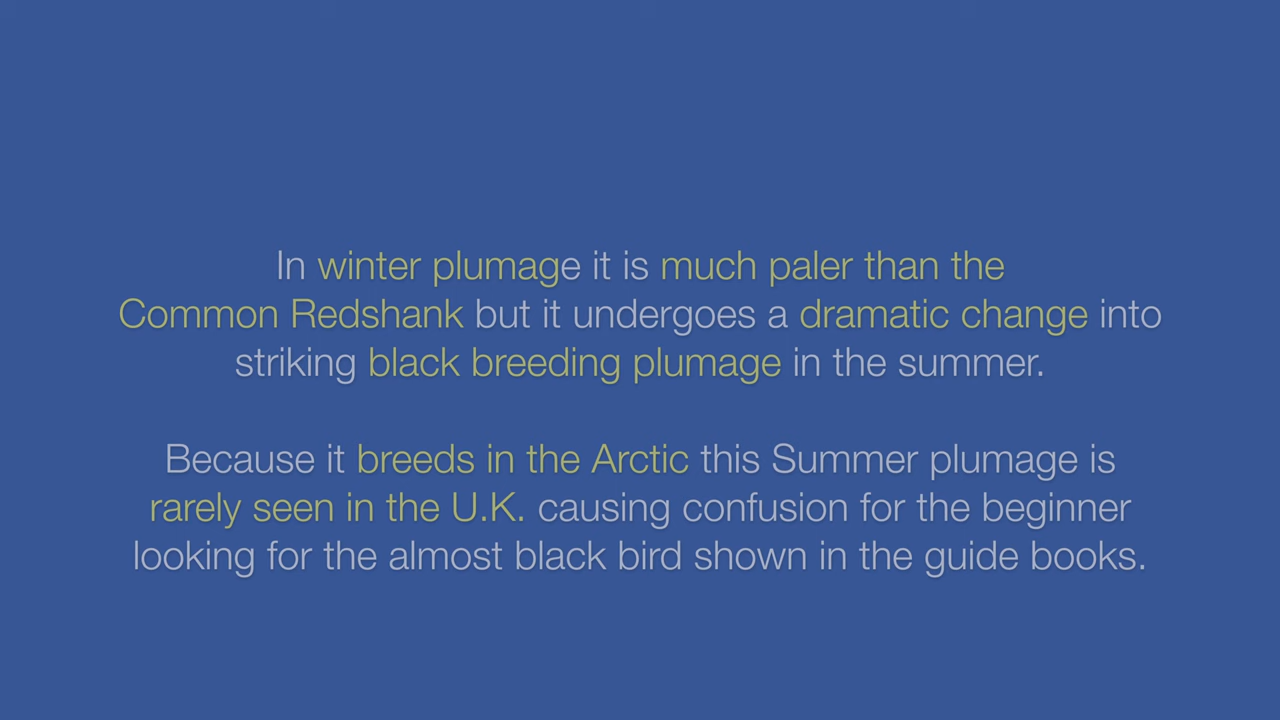 In winter plumage it is much paler than the
Common Redshank but it undergoes a dramatic change into
striking black breeding plumage in the summer.
Because it breeds in the Arctic this Summer plumage is
rarely seen in the U.K. causing confusion for the beginner
looking for the almost black bird shown in the guide books.